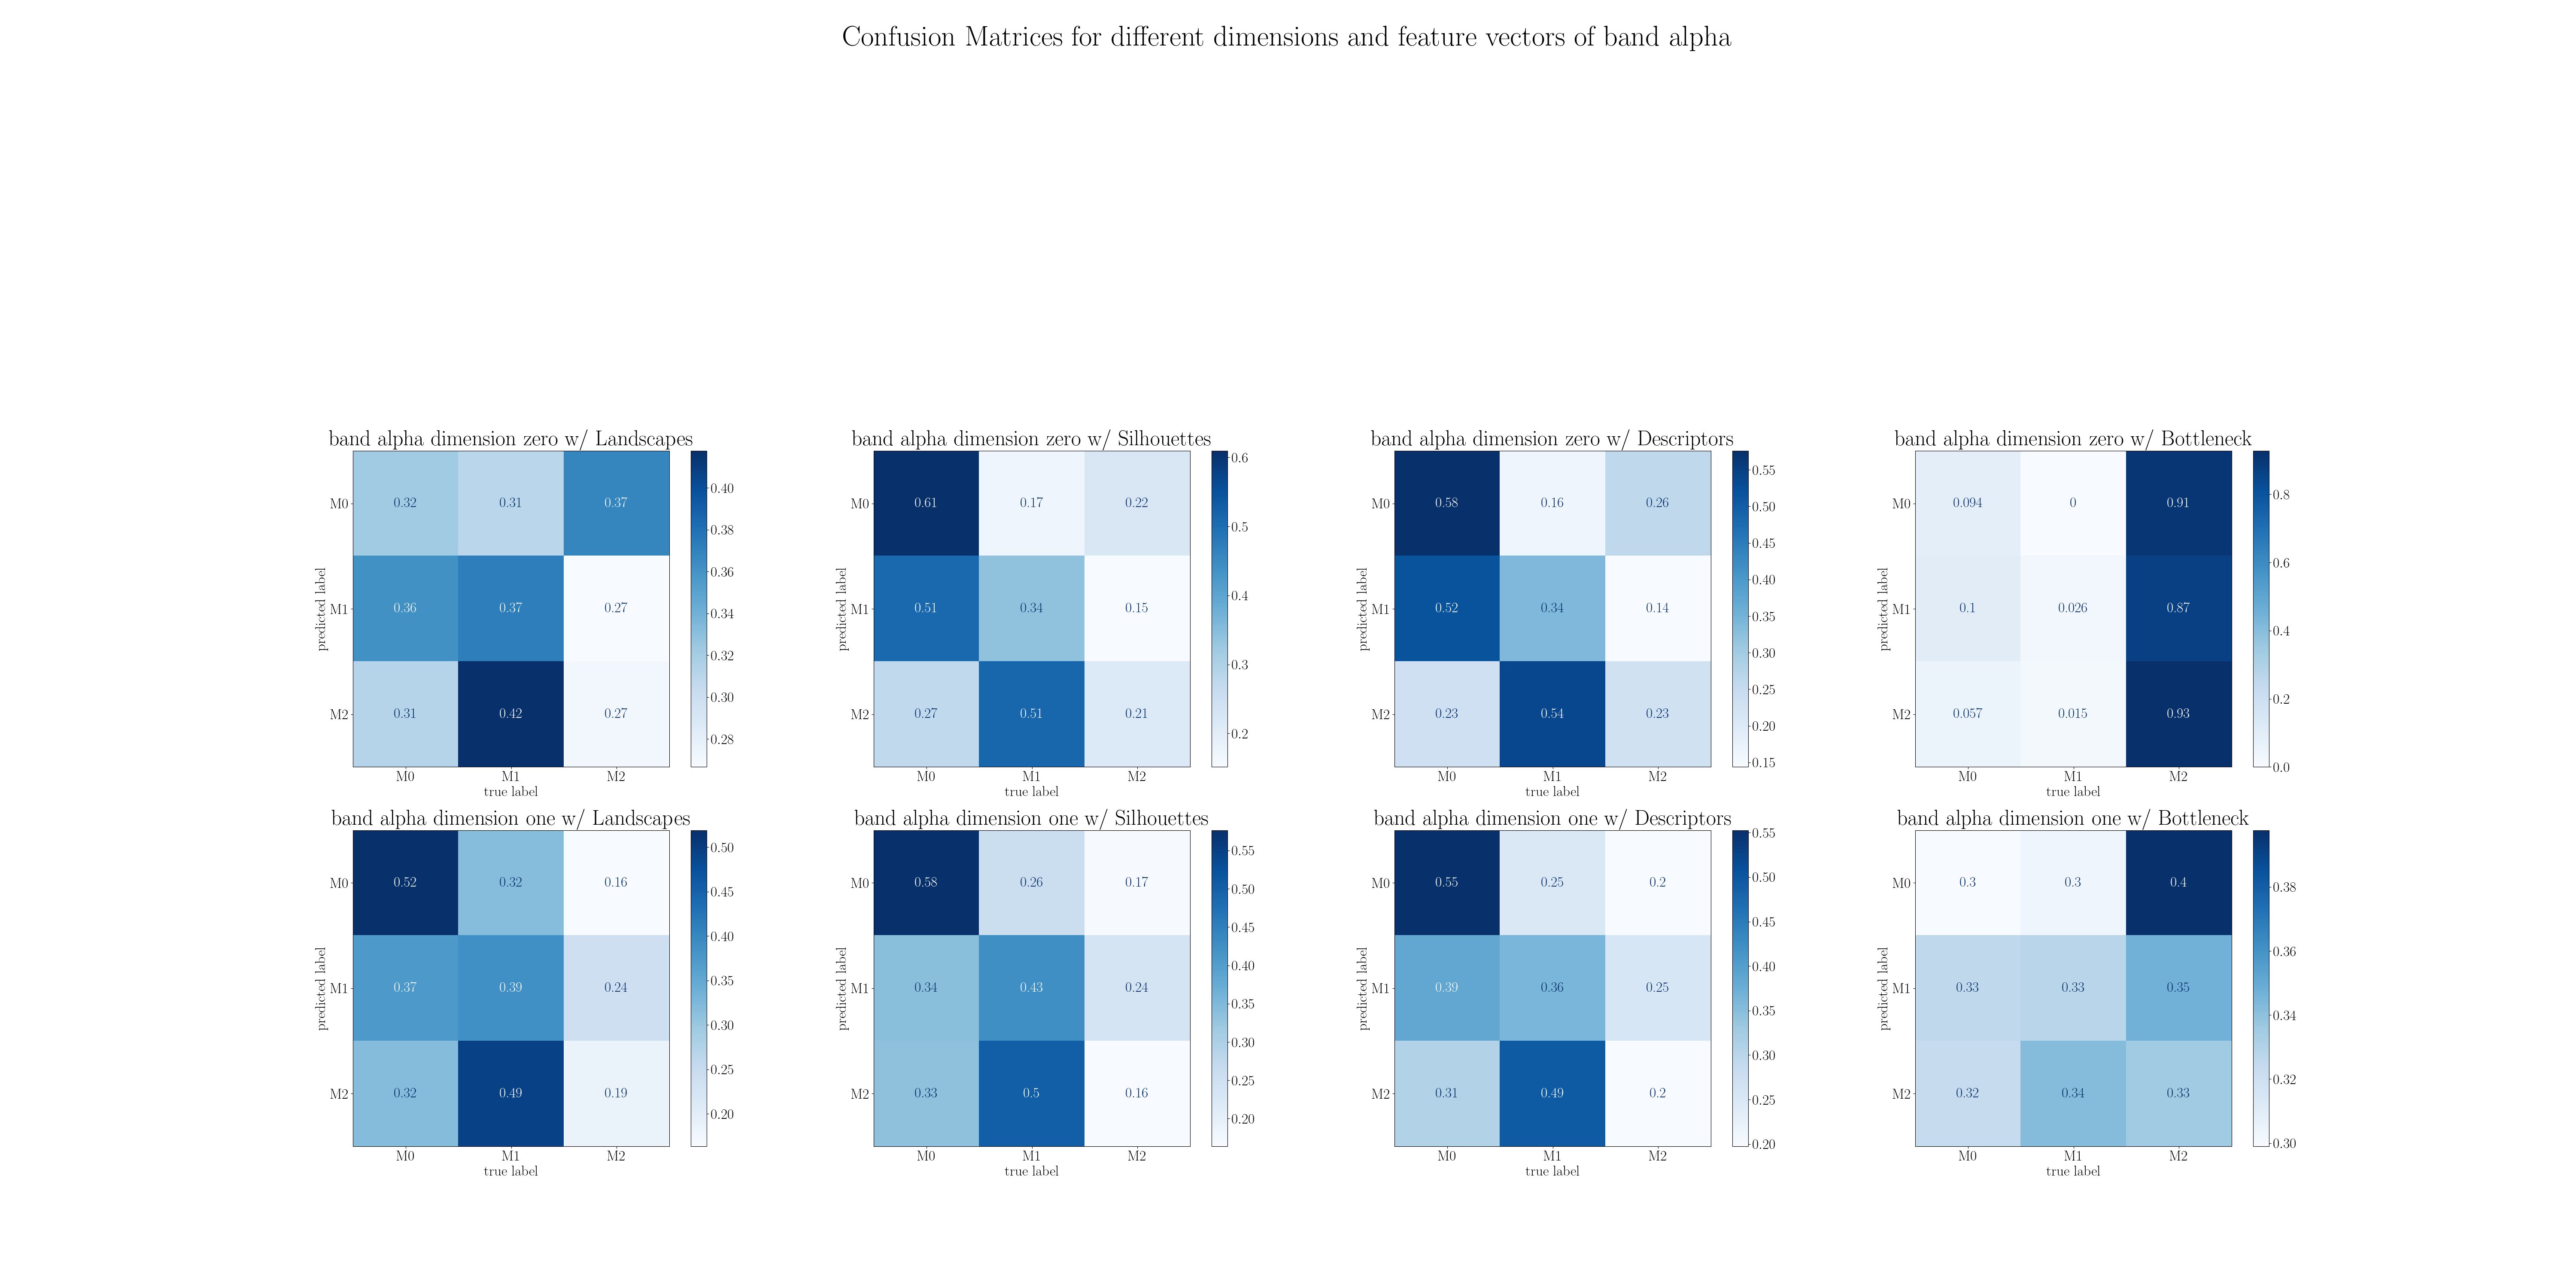 Confusion Matrices for different dimensions and feature vectors of band alpha
band alpha dimension zero w/ Landscapes
predicted label
M0
0.32 0.31 0.37
M1
0.36 0.37 0.27
M2
0.31 0.42 0.27
M0 M1 M2
true label
0.40
0.38
0.36
0.34
0.32
0.30
0.28
band alpha dimension zero w/ Silhouettes
predicted label
M0
0.61 0.17 0.22
M1
0.51 0.34 0.15
M2
0.27 0.51 0.21
M0 M1 M2
true label
0.6
0.5
0.4
0.3
0.2
band alpha dimension zero w/ Descriptors
predicted label
M0
0.58 0.16 0.26
M1
0.52 0.34 0.14
M2
0.23 0.54 0.23
M0 M1 M2
true label
0.55
0.50
0.45
0.40
0.35
0.30
0.25
0.20
0.15
band alpha dimension zero w/ Bottleneck
predicted label
M0
0.094 0 0.91
M1
0.1 0.026 0.87
M2
0.057 0.015 0.93
M0 M1 M2
true label
0.8
0.6
0.4
0.2
0.0
band alpha dimension one w/ Landscapes
predicted label
M0
0.52 0.32 0.16
M1
0.37 0.39 0.24
M2
0.32 0.49 0.19
M0 M1 M2
true label
0.50
0.45
0.40
0.35
0.30
0.25
0.20
band alpha dimension one w/ Silhouettes
predicted label
M0
0.58 0.26 0.17
M1
0.34 0.43 0.24
M2
0.33 0.5 0.16
M0 M1 M2
true label
0.55
0.50
0.45
0.40
0.35
0.30
0.25
0.20
band alpha dimension one w/ Descriptors
predicted label
M0
0.55 0.25 0.2
M1
0.39 0.36 0.25
M2
0.31 0.49 0.2
M0 M1 M2
true label
0.55
0.50
0.45
0.40
0.35
0.30
0.25
0.20
band alpha dimension one w/ Bottleneck
predicted label
M0
0.3 0.3 0.4
M1
0.33 0.33 0.35
M2
0.32 0.34 0.33
M0 M1 M2
true label
0.38
0.36
0.34
0.32
0.30